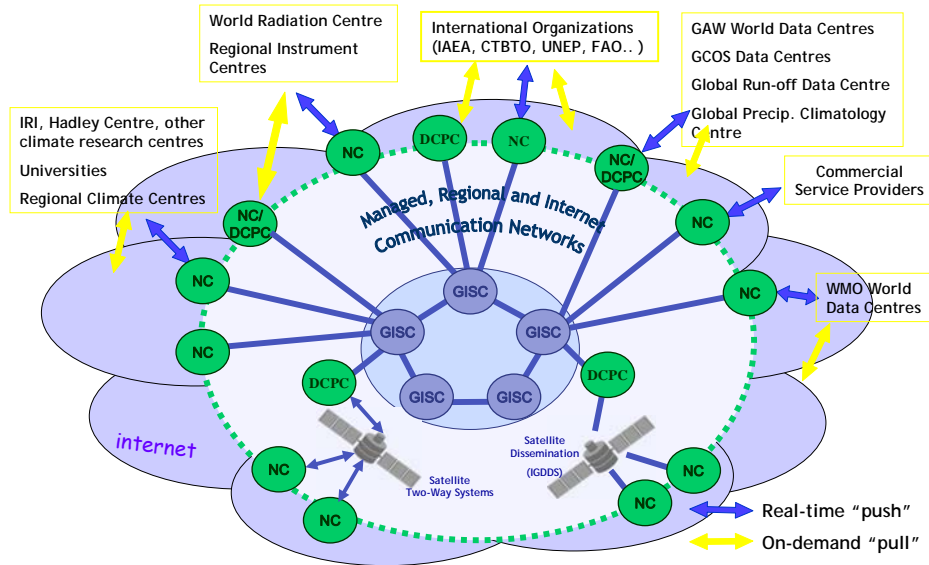 World Radiation Centre
Regional Instrument
Centres
International Organizations
(IAEA, CTBTO, UNEP, FAO.. )
GAW World Data Centres
GCOS Data Centres
Global Run-off Data Centre
Global Precip. Climatology
Centre
IRI, Hadley Centre, other
climate research centres
Universities
Regional Climate Centres
Commercial
Service Providers
WMO World
Data Centres
NC
DCPC
NC
NC/
DCPC
NC/
DCPC
NC
NC
NC
NC
Managed, Regional and Internet
Communication Networks
GISC
GISC
GISC
GISC
GISC
DCPC
DCPC
internet
NC
NC
Satellite
Two-Way Systems
Satellite
Dissemination
(IGDDS)
NC
NC
Real-time “push”
On-demand “pull”